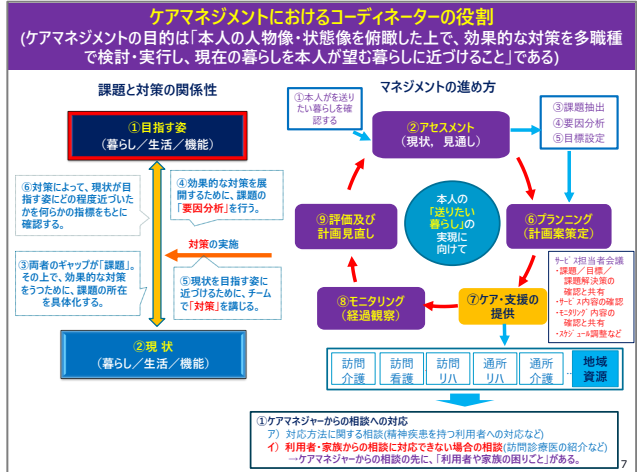 ケアマネジメントにおけるコーディネーターの役割
(ケアマネジメントの目的は「本人の人物像・状態像を俯瞰した上で、効果的な対策を多職種
で検討・実行し、現在の暮らしを本人が望む暮らしに近づけること」である)
課題と対策の関係性
①目指す姿
(暮らし／生活／機能)
⑥対策によって、現状が目
指す姿にどの程度近づいた
かを何らかの指標をもとに
確認する。
④効果的な対策を展
開するために、課題の
「要因分析」を行う。
対策の実施
③両者のギャップが「課題」。
その上で、効果的な対策
をうつために、課題の所在
を具体化する。
⑤現状を目指す姿に
近づけるために、チーム
で「対策」を講じる。
②現 状
(暮らし／生活／機能)
マネジメントの進め方
①本人がを送り
たい暮らしを確
認する
②アセスメント
(現状，見通し)
③課題抽出
④要因分析
⑤目標設定
⑨評価及び
計画見直し
本人の
「送りたい
暮らし」の
実現に
向けて
⑥プランニング
(計画案策定)
サービス担当者会議
・課題／目標／
課題解決策の
確認と共有
・サービス内容の確認
・モニタリング内容の
確認と共有
・スケジュール調整など
⑧モニタリング
(経過観察)
⑦ケア・支援の
提供
訪問
介護
訪問
看護
訪問
リハ
通所
リハ
通所
介護
…
地域
資源
①ケアマネジャーからの相談への対応
ア）対応方法に関する相談(精神疾患を持つ利用者への対応など)
イ）利用者・家族からの相談に対応できない場合の相談(訪問診療医の紹介など)
→ケアマネジャーからの相談の先に、「利用者や家族の困りごと」がある。
7